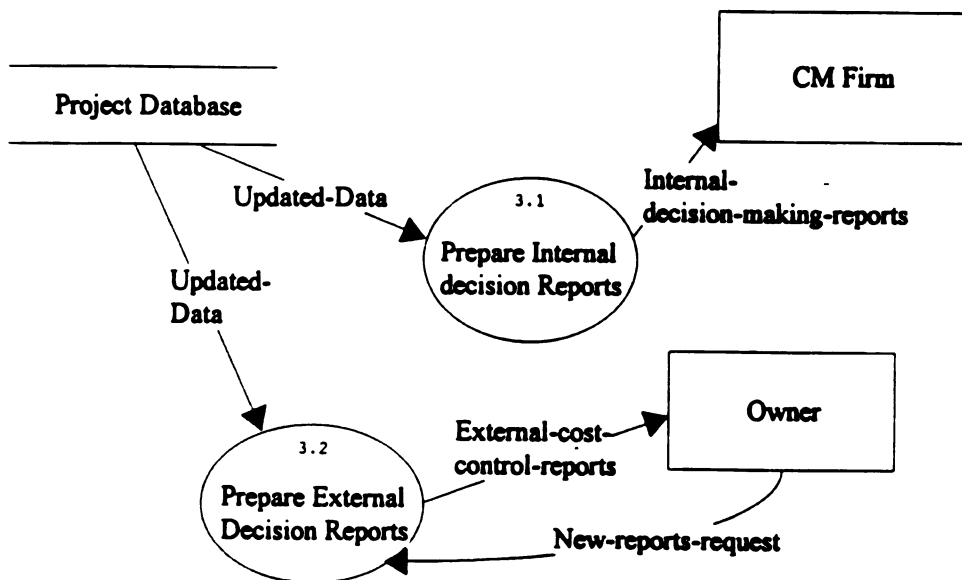 CM Firm
Project Database
Updated-Data
Internal-
decision-making-reports
3.1
Prepare Internal
decision Reports
Updated-
Data
Owner
External-cost-
control-reports
3.2
Prepare External
Decision Reports
New-reports-request